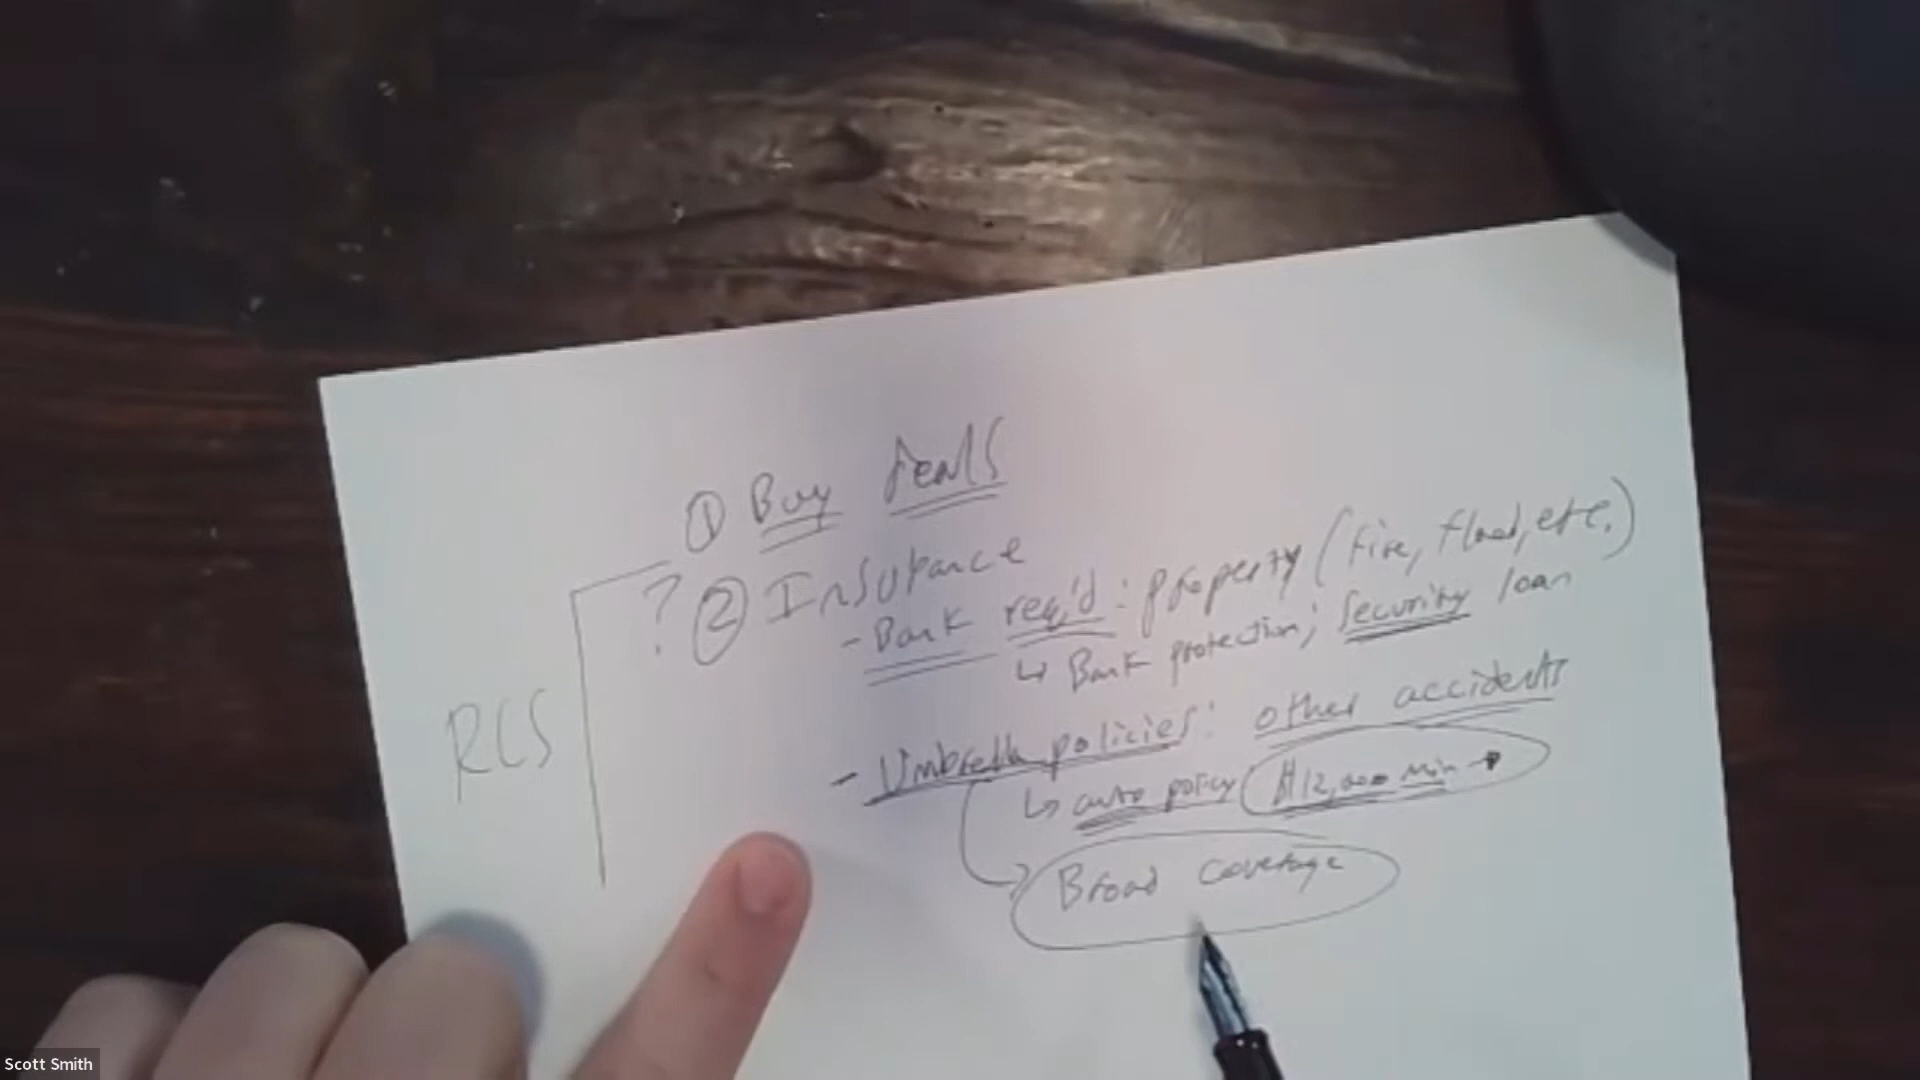 ① Buy Deals
? ② Insurance
- Bank req'd: property (fire, flood, etc.)
↳ Bank protection; security loan
RCS
- Umbrella policies: other accidents
↳ auto policy $12,000 min →
Broad coverage
Scott Smith